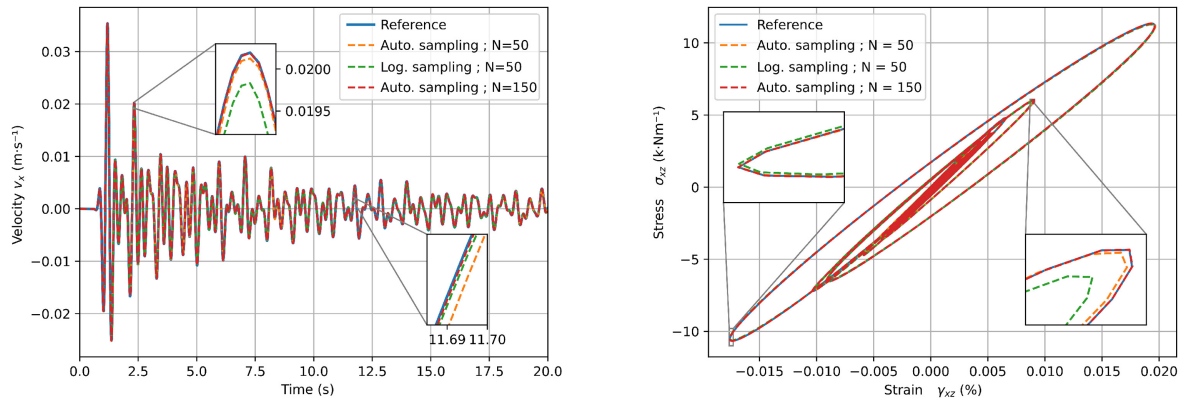 Reference
Auto. sampling ; N=50
Log. sampling ; N=50
Auto. sampling ; N=150
0.0200
0.0195
11.69 11.70
0.03
0.02
0.01
0.00
−0.01
−0.02
Velocity vₓ (m·s⁻¹)
0.0 2.5 5.0 7.5 10.0 12.5 15.0 17.5 20.0
Time (s)
Reference
Auto. sampling ; N = 50
Log. sampling ; N = 50
Auto. sampling ; N = 150
10
5
0
−5
−10
Stress σxz (k·Nm⁻¹)
−0.015 −0.010 −0.005 0.000 0.005 0.010 0.015 0.020
Strain γxz (%)